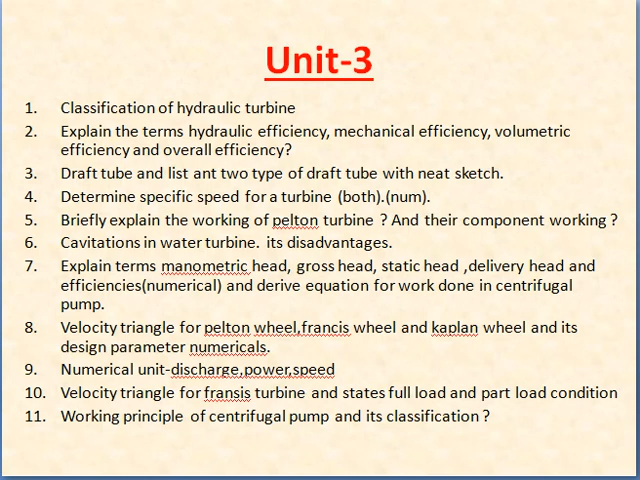 Unit-3
1. Classification of hydraulic turbine
2. Explain the terms hydraulic efficiency, mechanical efficiency, volumetric
efficiency and overall efficiency?
3. Draft tube and list ant two type of draft tube with neat sketch.
4. Determine specific speed for a turbine (both).(num).
5. Briefly explain the working of pelton turbine ? And their component working ?
6. Cavitations in water turbine. its disadvantages.
7. Explain terms manometric head, gross head, static head ,delivery head and
efficiencies(numerical) and derive equation for work done in centrifugal
pump.
8. Velocity triangle for pelton wheel,francis wheel and kaplan wheel and its
design parameter numericals.
9. Numerical unit-discharge,power,speed
10. Velocity triangle for fransis turbine and states full load and part load condition
11. Working principle of centrifugal pump and its classification ?